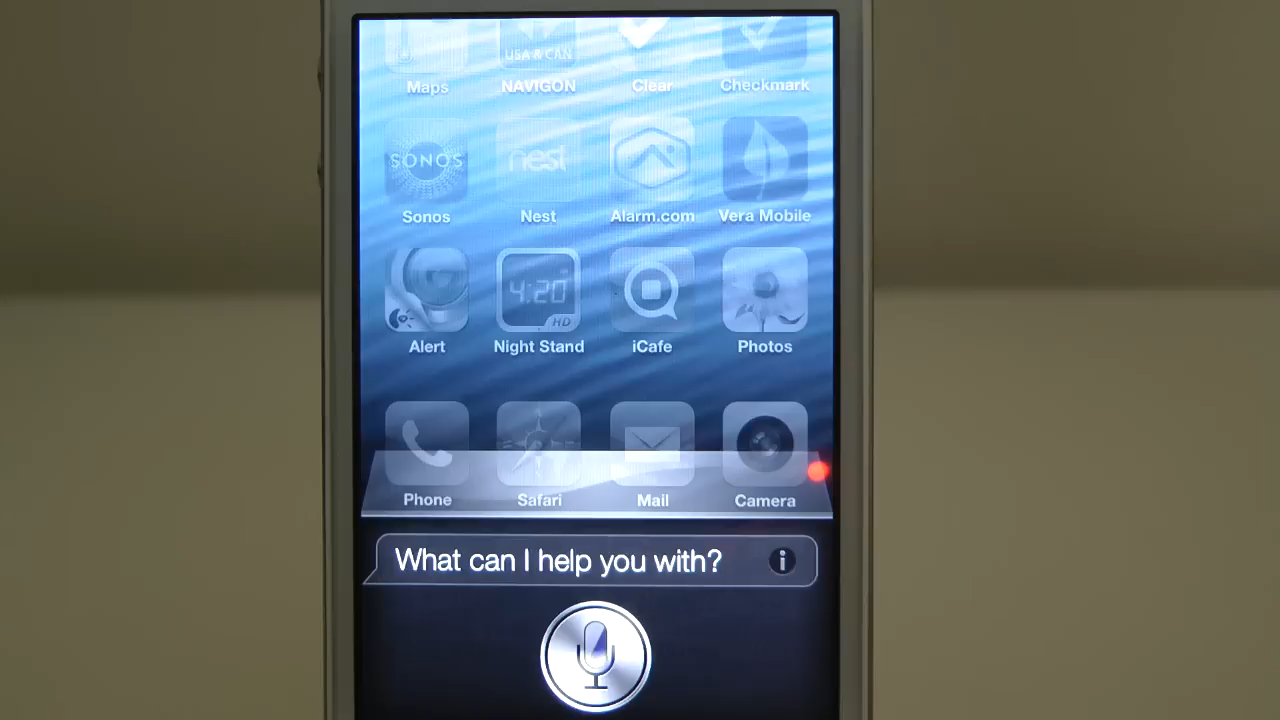 USA & CAN
Maps NAVIGON Clear Checkmark
SONOS nest
Sonos Nest Alarm.com Vera Mobile
4:20
HD
Alert Night Stand iCafe Photos
Phone Safari Mail Camera
What can I help you with? i